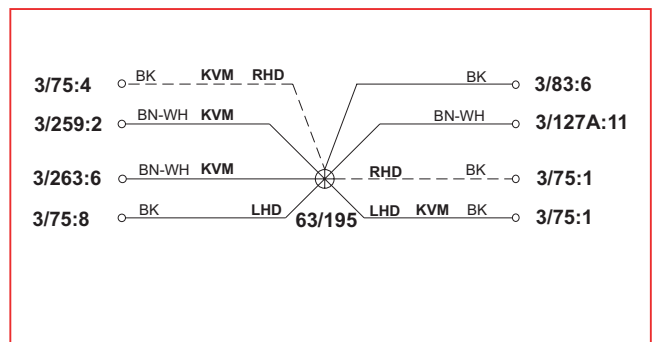 3/75:4 BK KVM RHD BK 3/83:6
3/259:2 BN-WH KVM BN-WH 3/127A:11
3/263:6 BN-WH KVM RHD BK 3/75:1
3/75:8 BK LHD 63/195 LHD KVM BK 3/75:1